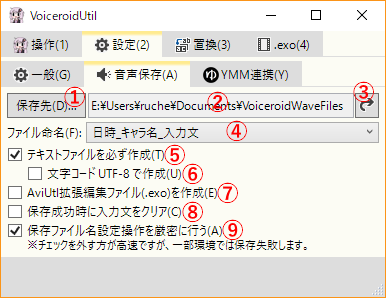 VoiceroidUtil
操作(1) 設定(2) 置換(3) .exo(4)
一般(G) 音声保存(A) ゆ YMM連携(Y)
保存先(D)... ① E:¥Users¥ruche¥Documents¥VoiceroidWaveFiles ② ③
ファイル命名(F): 日時_キャラ名_入力文 ④
テキストファイルを必ず作成(T) ⑤
文字コードUTF-8で作成(U) ⑥
AviUtl拡張編集ファイル(.exo)を作成(E) ⑦
保存成功時に入力文をクリア(C) ⑧
保存ファイル名設定操作を厳密に行う(A) ⑨
※チェックを外す方が高速ですが、一部環境では保存失敗します。